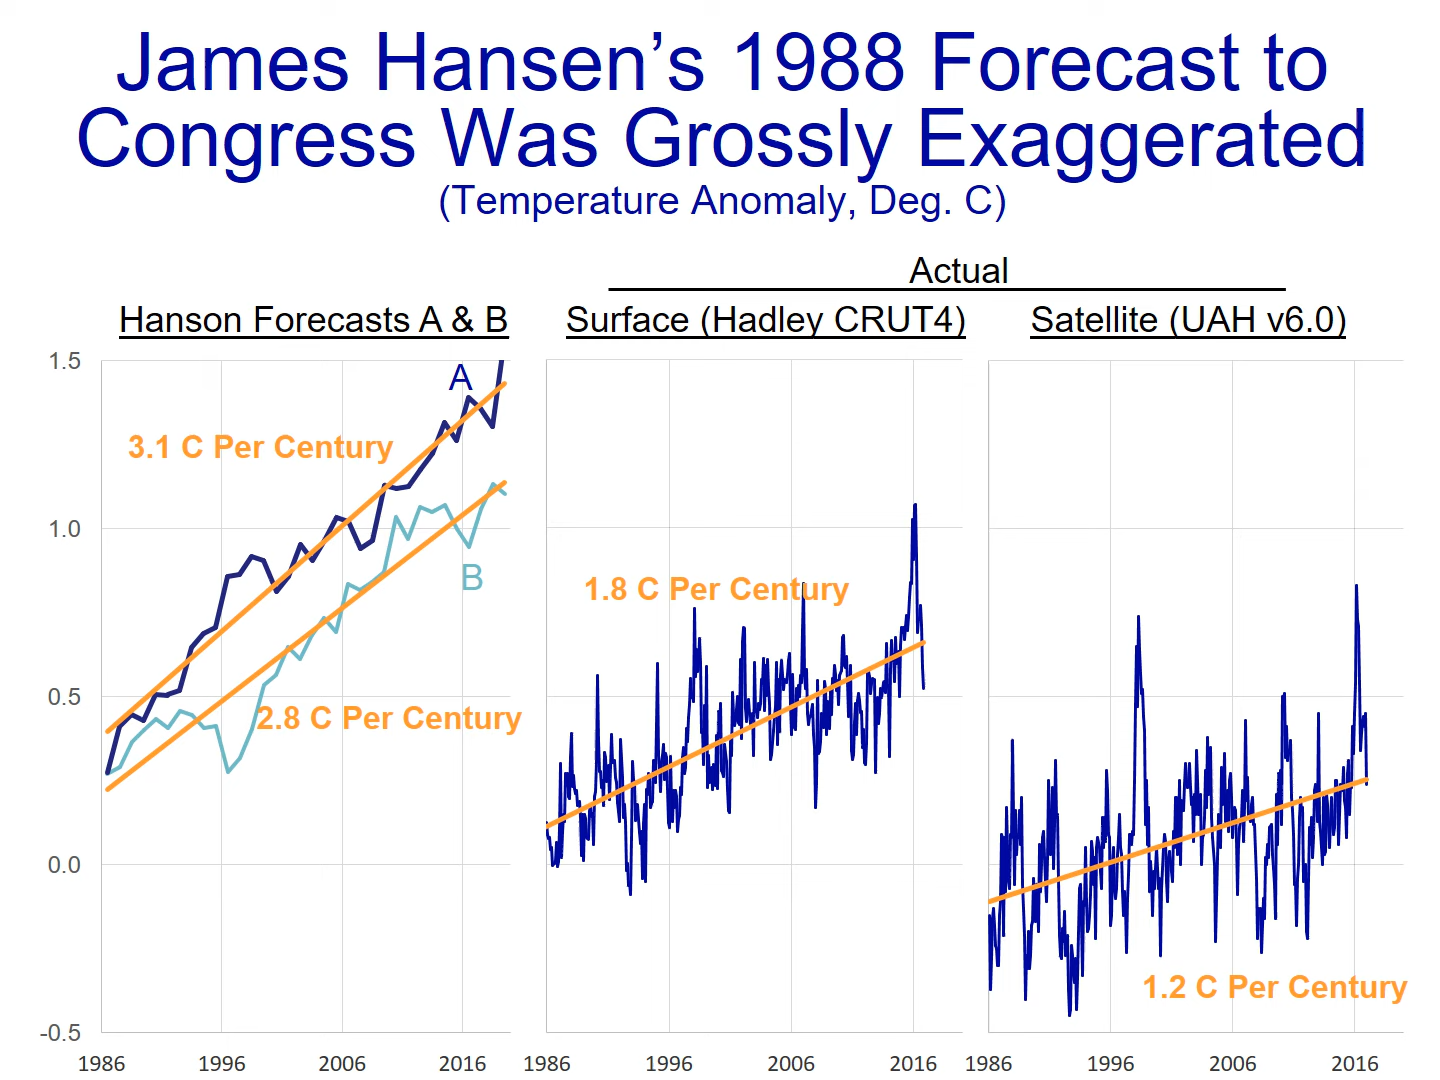 James Hansen’s 1988 Forecast to
Congress Was Grossly Exaggerated
(Temperature Anomaly, Deg. C)
Actual
Hanson Forecasts A & B
Surface (Hadley CRUT4)
Satellite (UAH v6.0)
1.5
1.0
0.5
0.0
-0.5
A
3.1 C Per Century
B
2.8 C Per Century
1986 1996 2006 2016
1.8 C Per Century
1986 1996 2006 2016
1.2 C Per Century
1986 1996 2006 2016